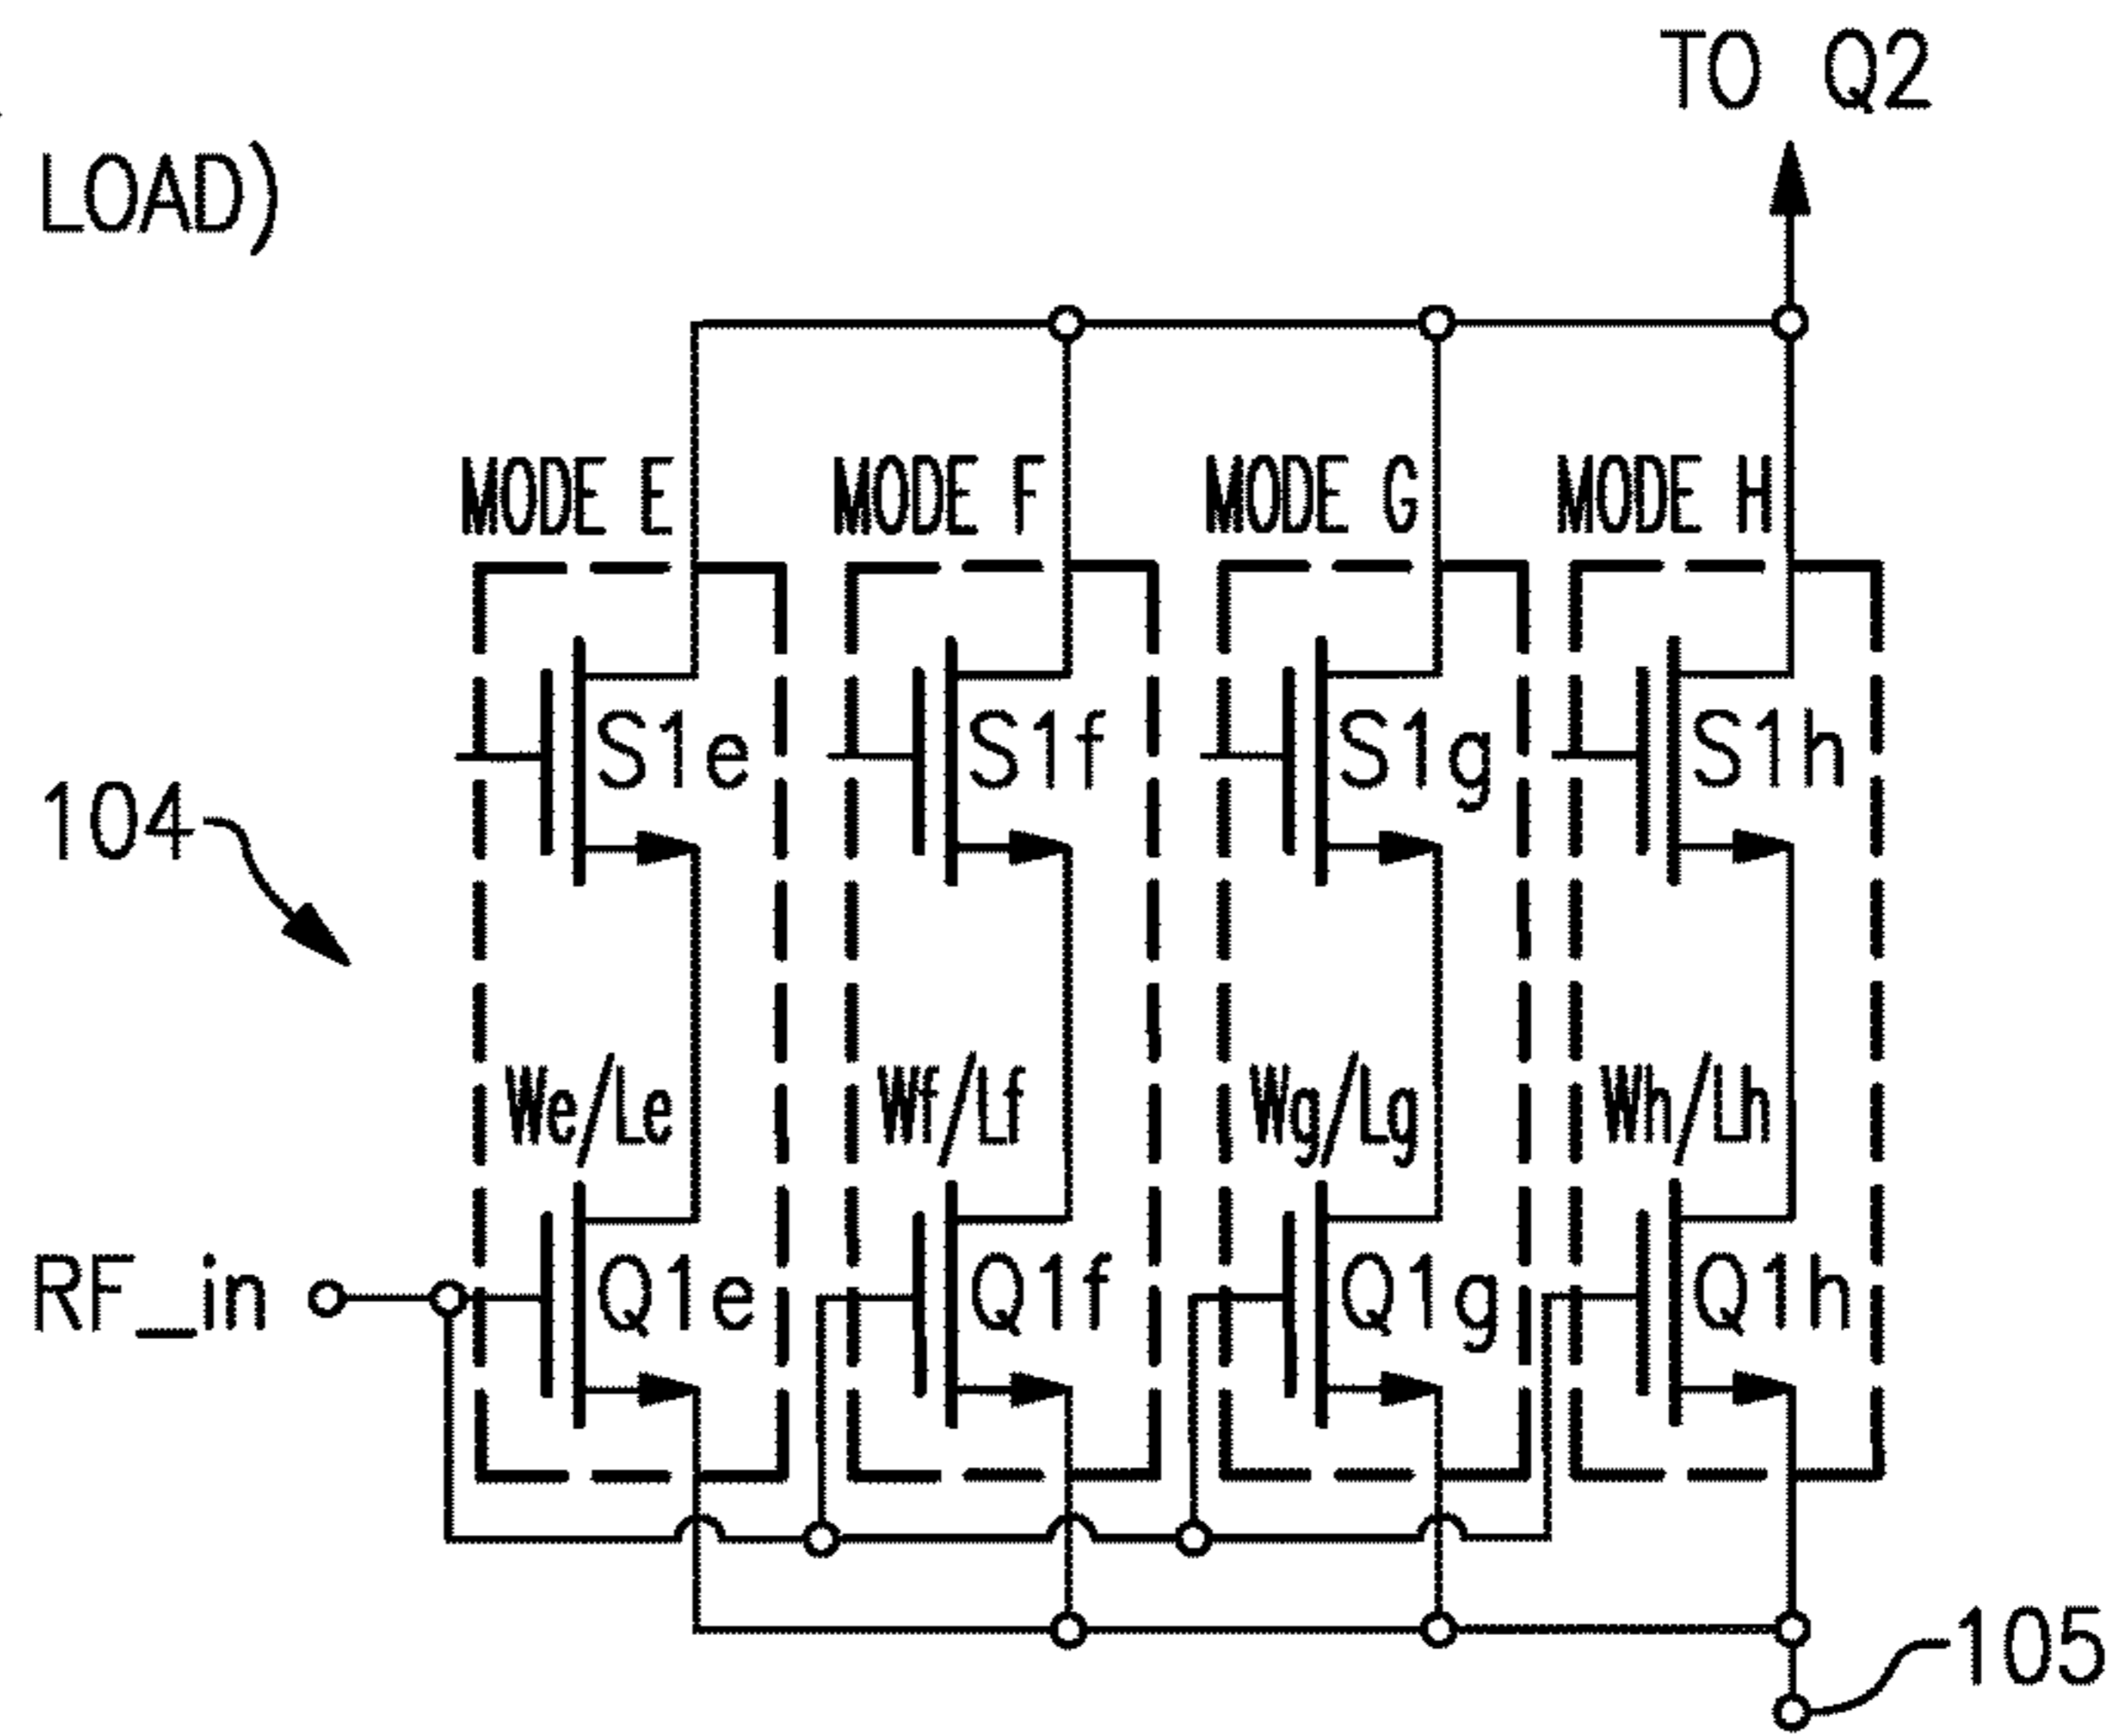 TO Q2
LOAD)
MODE E MODE F MODE G MODE H
S1e S1f S1g S1h
104
We/Le Wf/Lf Wg/Lg Wh/Lh
RF_in Q1e Q1f Q1g Q1h
105